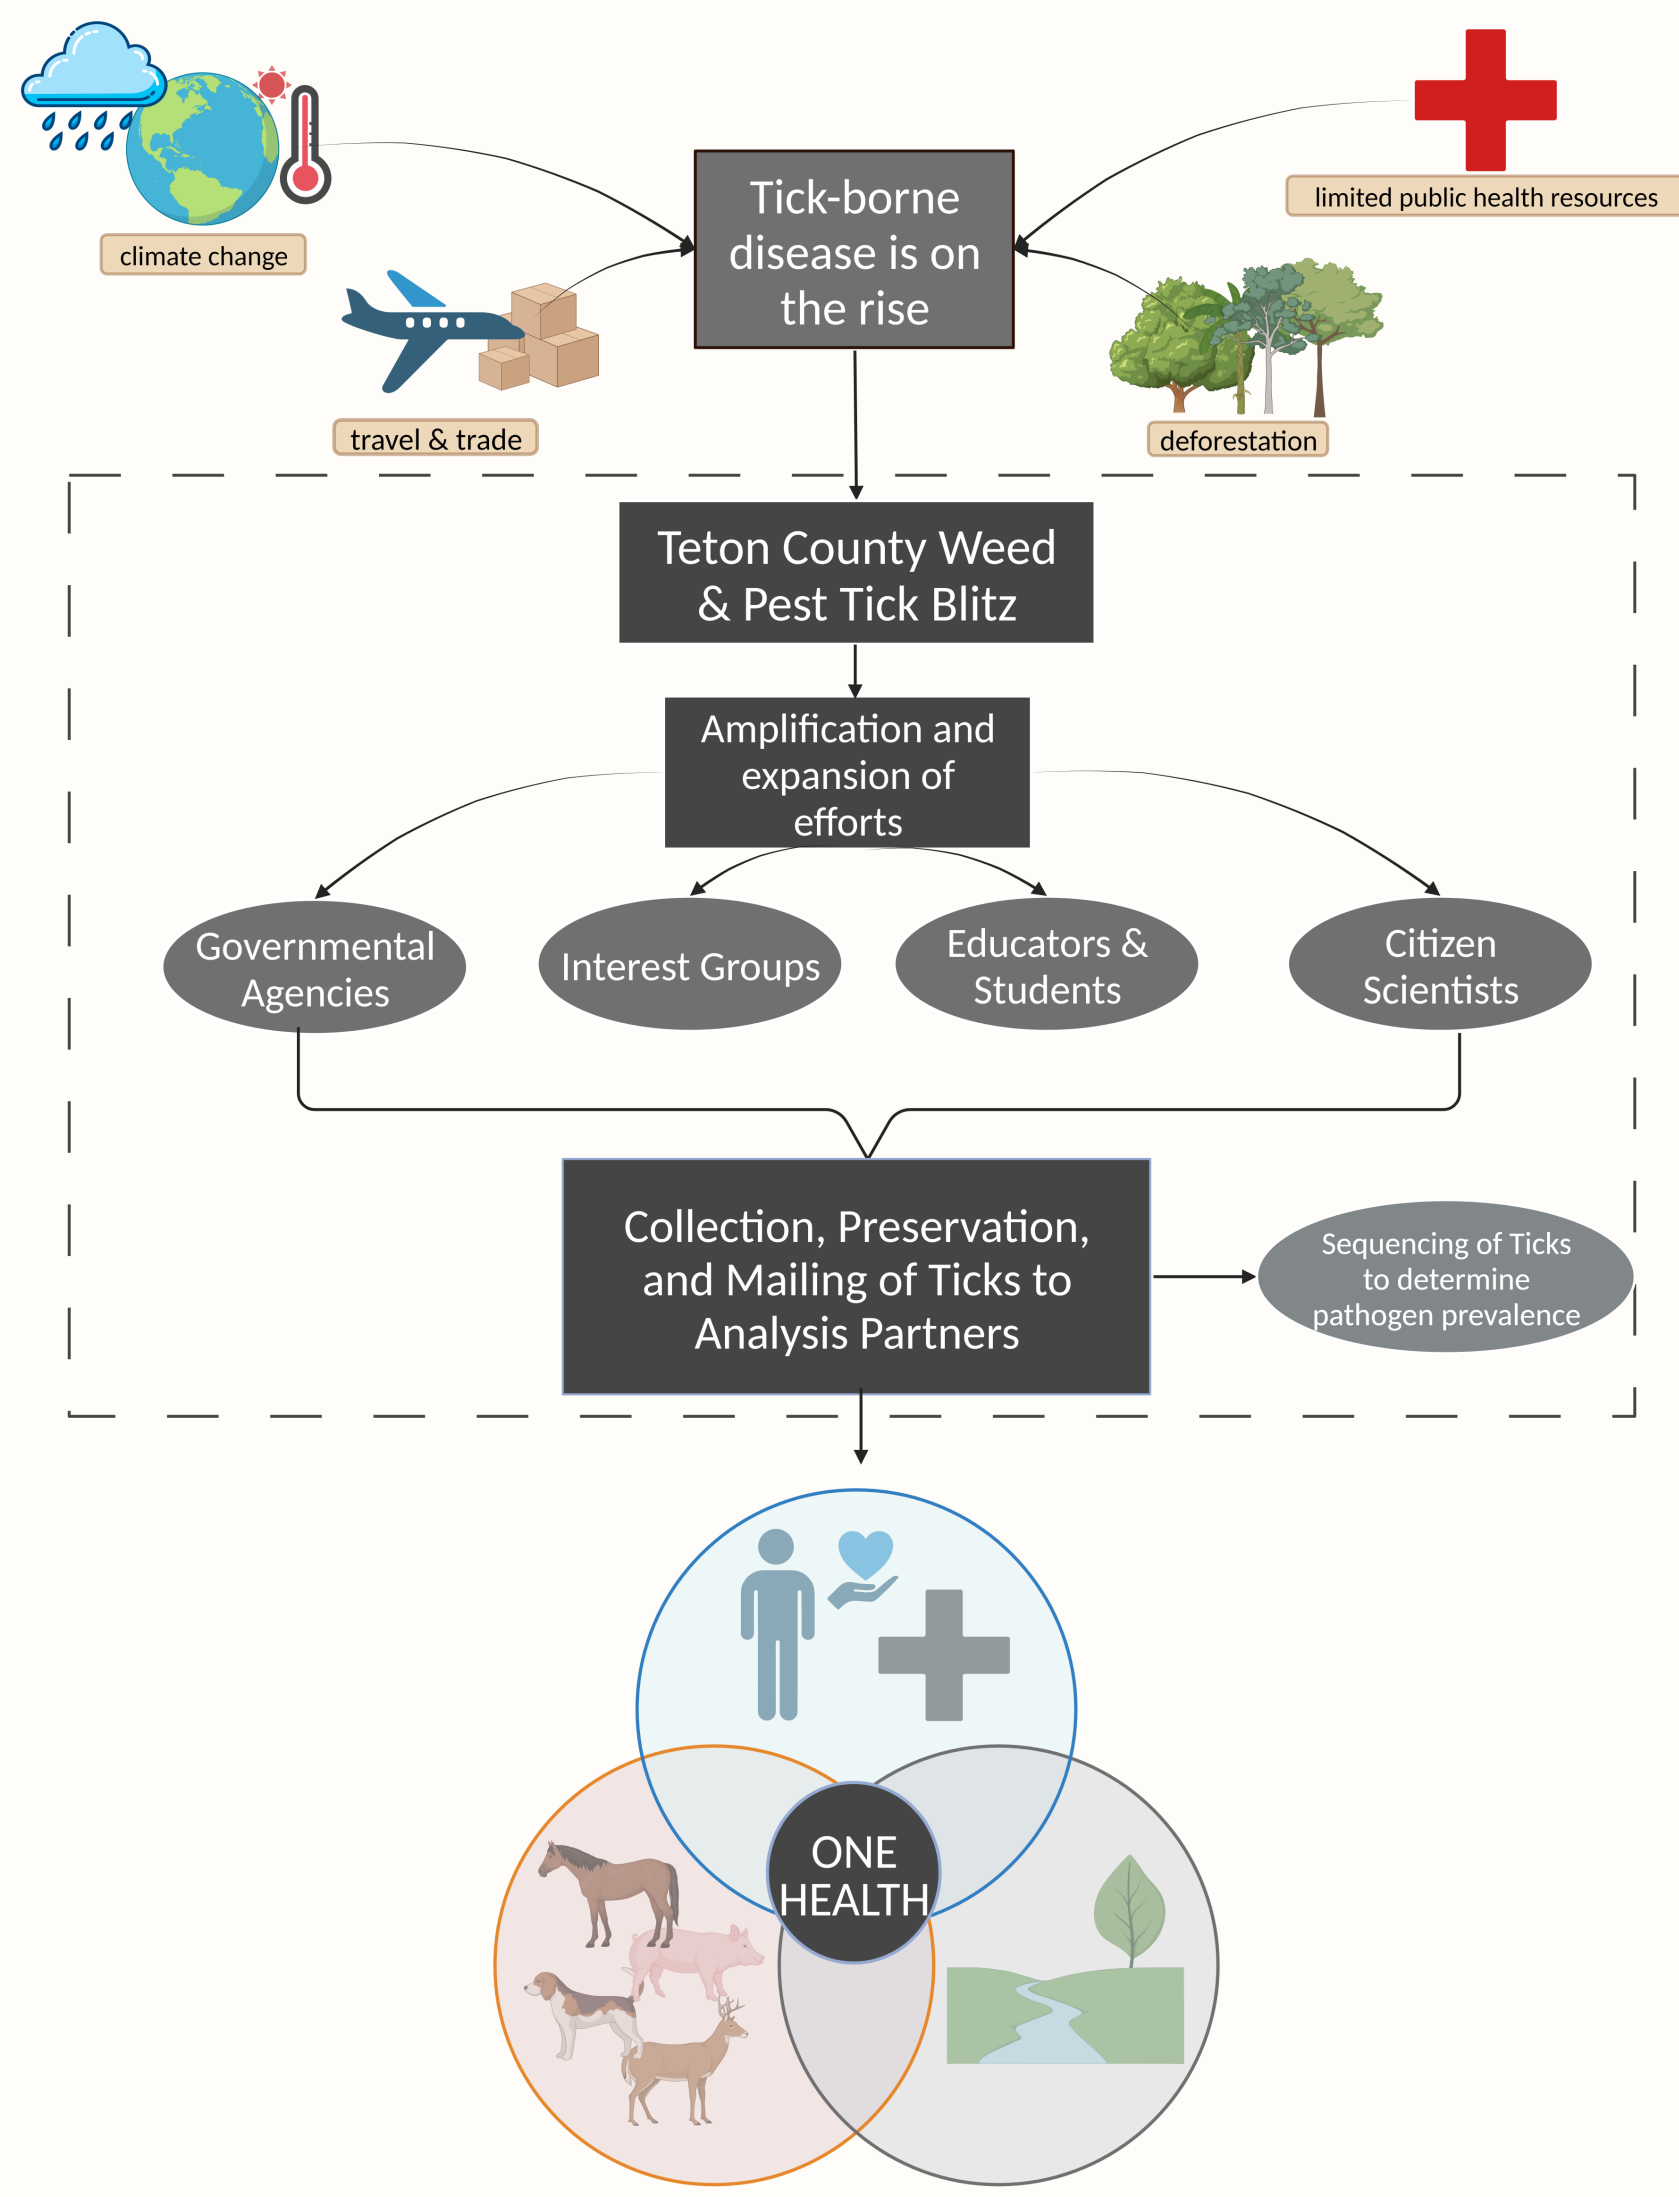 climate change
limited public health resources
Tick-borne
disease is on
the rise
travel & trade
deforestation
Teton County Weed
& Pest Tick Blitz
Amplification and
expansion of
efforts
Governmental
Agencies
Interest Groups
Educators &
Students
Citizen
Scientists
Collection, Preservation,
and Mailing of Ticks to
Analysis Partners
Sequencing of Ticks
to determine
pathogen prevalence
ONE
HEALTH